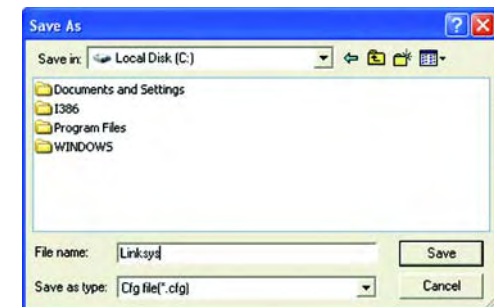 Save As
Save in: Local Disk (C:)
Documents and Settings
I386
Program Files
WINDOWS
File name: Linksys Save
Save as type: Cfg file(*.cfg) Cancel